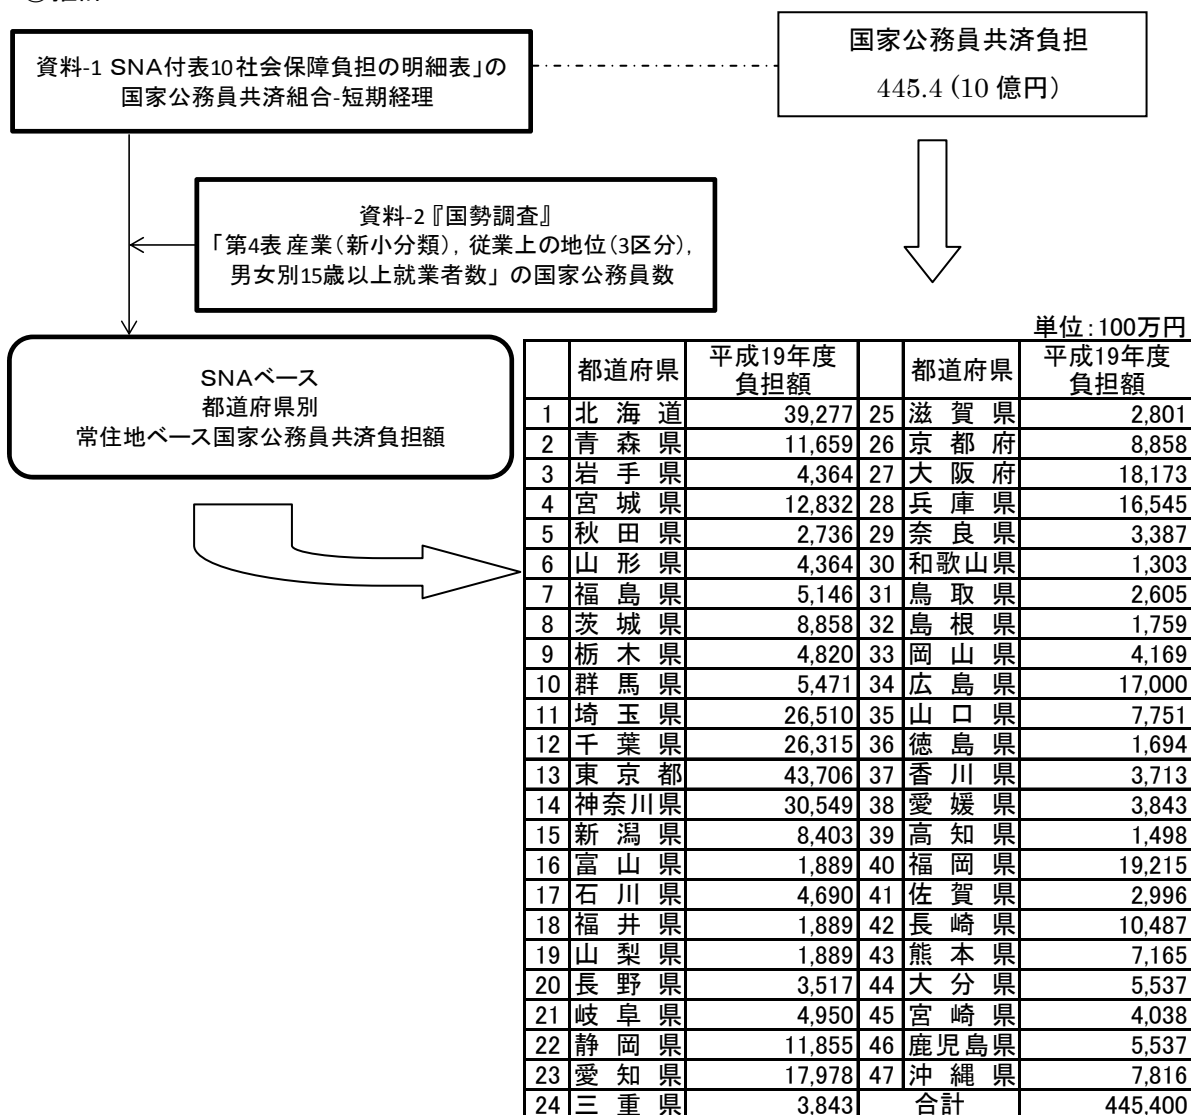 資料-1 SNA付表10社会保障負担の明細表」の
国家公務員共済組合-短期経理
国家公務員共済負担
445.4（10 億円）
資料-2『国勢調査』
「第4表 産業（新小分類），従業上の地位（3区分），
男女別15歳以上就業者数」の国家公務員数
SNAベース
都道府県別
常住地ベース国家公務員共済負担額
単位：100万円
都道府県 平成19年度 負担額 都道府県 平成19年度 負担額
1 北海道 39,277 25 滋賀県 2,801
2 青森県 11,659 26 京都府 8,858
3 岩手県 4,364 27 大阪府 18,173
4 宮城県 12,832 28 兵庫県 16,545
5 秋田県 2,736 29 奈良県 3,387
6 山形県 4,364 30 和歌山県 1,303
7 福島県 5,146 31 鳥取県 2,605
8 茨城県 8,858 32 島根県 1,759
9 栃木県 4,820 33 岡山県 4,169
10 群馬県 5,471 34 広島県 17,000
11 埼玉県 26,510 35 山口県 7,751
12 千葉県 26,315 36 徳島県 1,694
13 東京都 43,706 37 香川県 3,713
14 神奈川県 30,549 38 愛媛県 3,843
15 新潟県 8,403 39 高知県 1,498
16 富山県 1,889 40 福岡県 19,215
17 石川県 4,690 41 佐賀県 2,996
18 福井県 1,889 42 長崎県 10,487
19 山梨県 1,889 43 熊本県 7,165
20 長野県 3,517 44 大分県 5,537
21 岐阜県 4,950 45 宮崎県 4,038
22 静岡県 11,855 46 鹿児島県 5,537
23 愛知県 17,978 47 沖縄県 7,816
24 三重県 3,843 合計 445,400